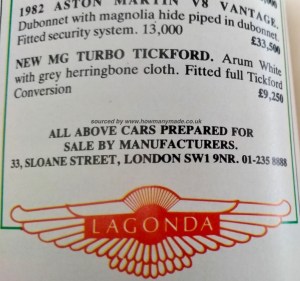 1982 ASTON MARTIN V8 VANTAGE.
Dubonnet with magnolia hide piped in dubonnet.
Fitted security system. 13,000
£33,500
NEW MG TURBO TICKFORD. Arum White
with grey herringbone cloth. Fitted full Tickford
Conversion
£9,250
sourced by www.howmanymade.co.uk
ALL ABOVE CARS PREPARED FOR
SALE BY MANUFACTURERS.
33, SLOANE STREET, LONDON SW1 9NR. 01-235 8888
LAGONDA